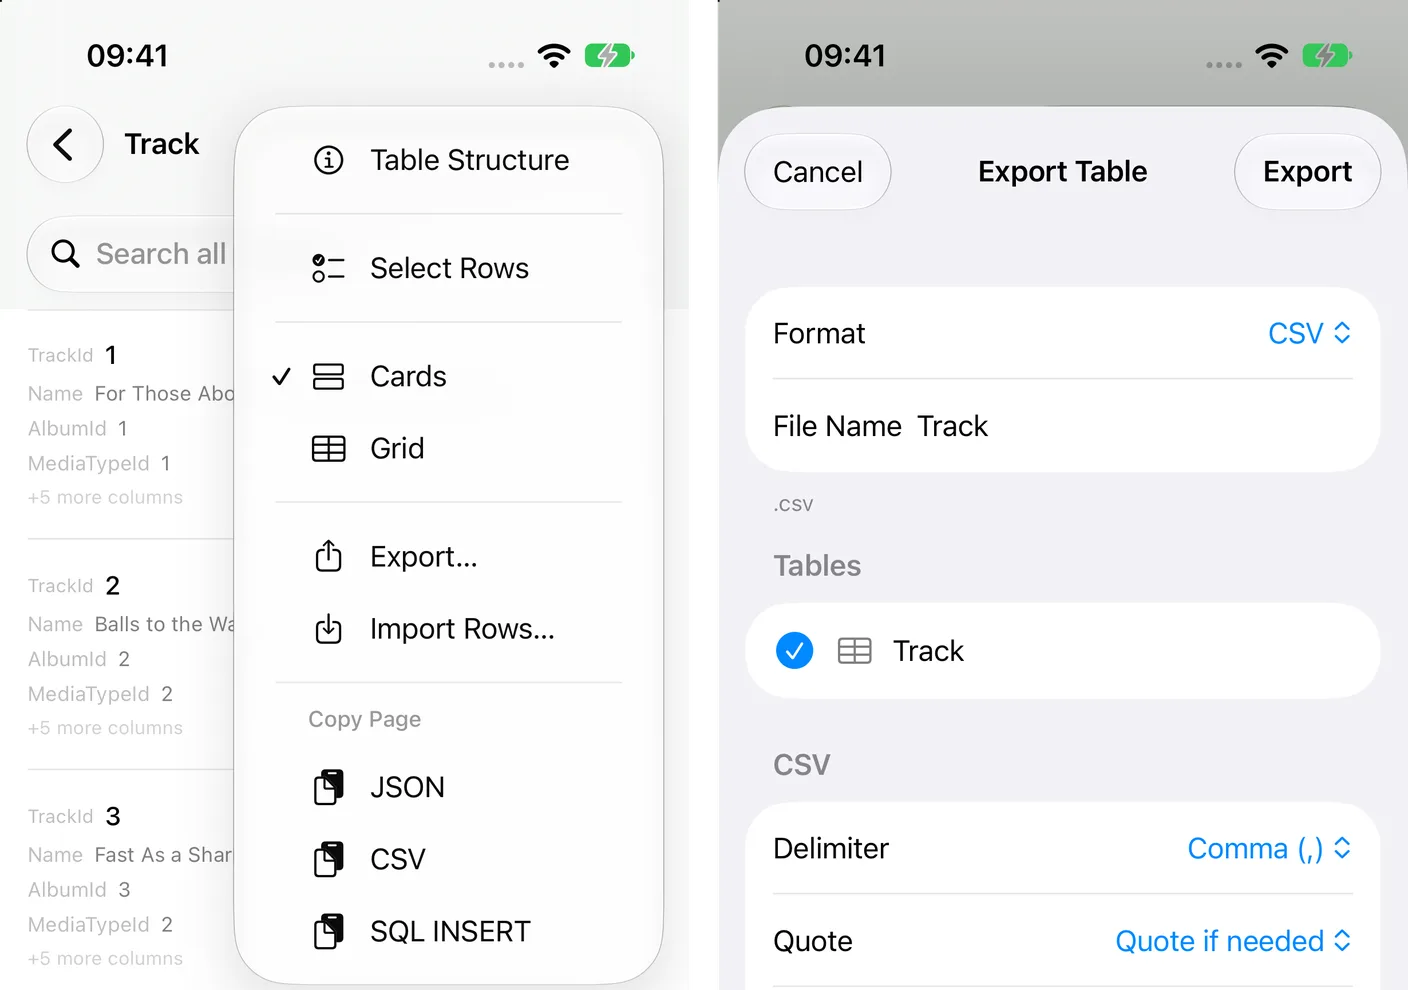 09:41
Track
Search all
TrackId 1
Name For Those Abo
AlbumId 1
MediaTypeId 1
+5 more columns
TrackId 2
Name Balls to the Wa
AlbumId 2
MediaTypeId 2
+5 more columns
TrackId 3
Name Fast As a Shar
AlbumId 3
MediaTypeId 2
+5 more columns
Table Structure
Select Rows
Cards
Grid
Export...
Import Rows...
Copy Page
JSON
CSV
SQL INSERT
09:41
Cancel
Export Table
Export
Format CSV
File Name Track
.csv
Tables
Track
CSV
Delimiter Comma (,)
Quote Quote if needed